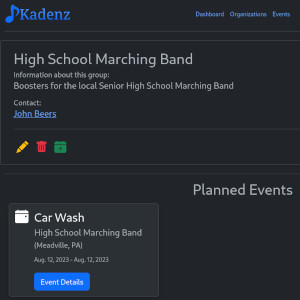 Kadenz
Dashboard Organizations Events
High School Marching Band
Information about this group:
Boosters for the local Senior High School Marching Band
Contact:
John Beers
Planned Events
Car Wash
High School Marching Band
(Meadville, PA)
Aug. 12, 2023 - Aug. 12, 2023
Event Details